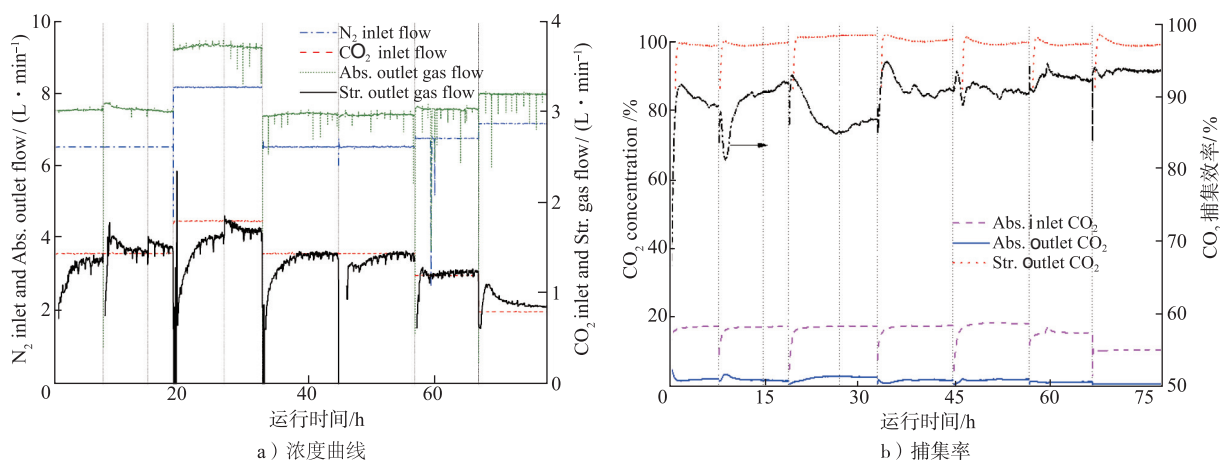 10
8
6
4
2
0
N₂ inlet and Abs. outlet flow/ (L • min⁻¹)
4
3
2
1
0
CO₂ inlet and Str. gas flow/ (L • min⁻¹)
N₂ inlet flow
CO₂ inlet flow
Abs. outlet gas flow
Str. outlet gas flow
20 40 60
运行时间/h
a）浓度曲线
100
80
60
40
20
0
CO₂ concentration /%
100
90
80
70
60
50
CO₂捕集效率/%
Abs. inlet CO₂
Abs. outlet CO₂
Str. outlet CO₂
15 30 45 60 75
运行时间/h
b）捕集率